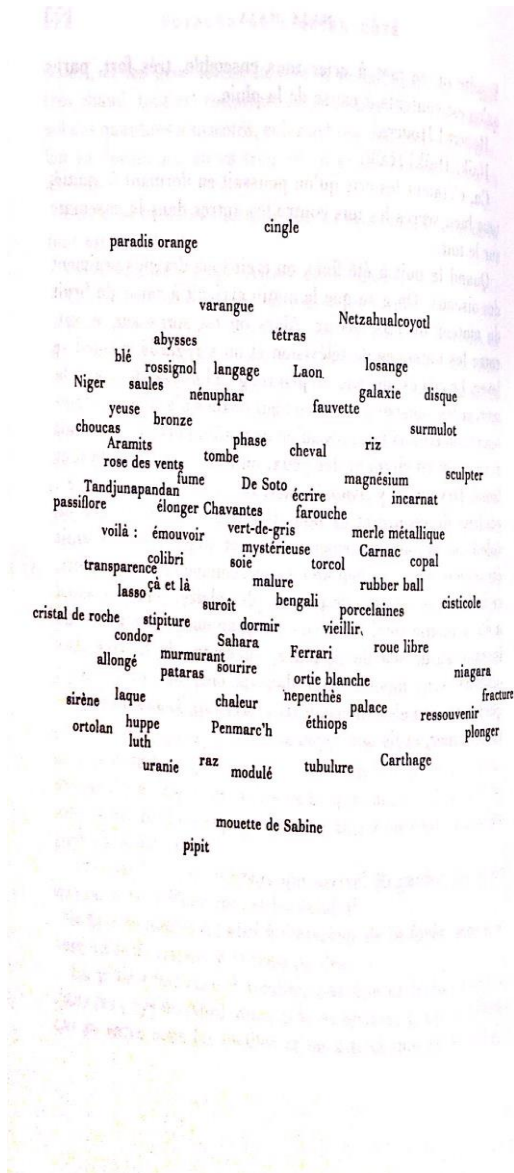 cingle
paradis orange
varangue Netzahualcoyotl
abysses tétras
blé rossignol langage Laon losange
Niger saules nénuphar galaxie disque
yeuse bronze fauvette
choucas surmulot
Aramits phase cheval riz
rose des vents tombe
fume De Soto magnésium sculpter
Tandjunapandan écrire incarnat
passiflore élonger Chavantes farouche
voilà : émouvoir vert-de-gris merle métallique
mystérieuse Carnac
transparence colibri soie torcol copal
lasso çà et là malure rubber ball
suroît bengali porcelaines cisticole
cristal de roche stipiture dormir vieillir,
condor Sahara Ferrari roue libre
allongé murmurant
pataras sourire ortie blanche niagara
sirène laque chaleur nepenthès palace fracture
ortolan huppe Penmarc'h éthiops ressouvenir
luth plonger
uranie raz modulé tubulure Carthage
mouette de Sabine
pipit